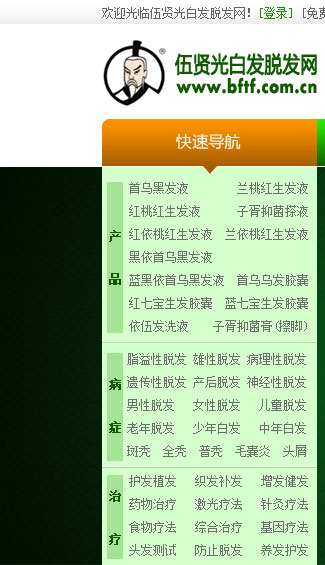 欢迎光临伍贤光白发脱发网! [登录] [免费
伍贤光白发脱发网
www.bftf.com.cn
快速导航
产品
首乌黑发液 兰桃红生发液
红桃红生发液 子胥抑菌搽液
红依桃红生发液 兰依桃红生发液
黑依首乌黑发液
蓝黑依首乌黑发液 首乌乌发胶囊
红七宝生发胶囊 蓝七宝生发胶囊
依伍发洗液 子胥抑菌膏(擦脚)
病症
脂溢性脱发 雄性脱发 病理性脱发
遗传性脱发 产后脱发 神经性脱发
男性脱发 女性脱发 儿童脱发
老年脱发 少年白发 中年白发
斑秃 全秃 普秃 毛囊炎 头屑
治疗
护发植发 织发补发 增发健发
药物治疗 激光疗法 针灸疗法
食物疗法 综合治疗 基因疗法
头发测试 防止脱发 养发护发